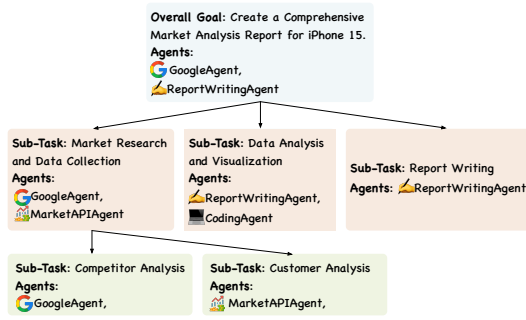 Overall Goal: Create a Comprehensive
Market Analysis Report for iPhone 15.
Agents:
GoogleAgent,
ReportWritingAgent
Sub-Task: Market Research
and Data Collection
Agents:
GoogleAgent,
MarketAPIAgent
Sub-Task: Data Analysis
and Visualization
Agents:
ReportWritingAgent,
CodingAgent
Sub-Task: Report Writing
Agents: ReportWritingAgent
Sub-Task: Competitor Analysis
Agents:
GoogleAgent,
Sub-Task: Customer Analysis
Agents:
MarketAPIAgent,